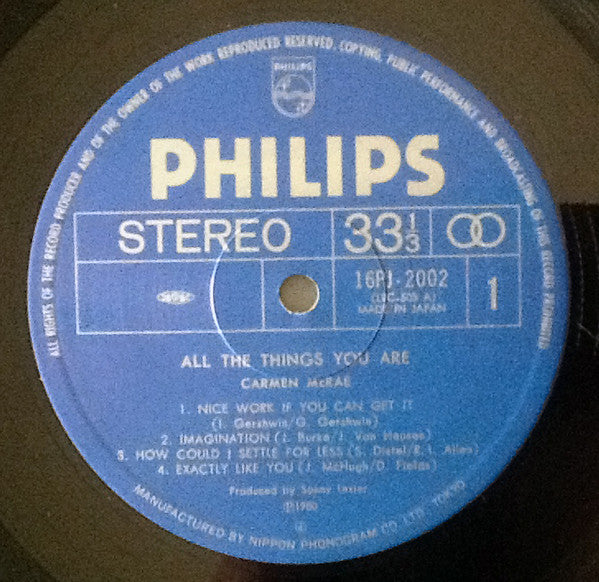 ALL RIGHTS OF THE RECORD PRODUCER AND OF THE OWNER OF THE WORK REPRODUCED RESERVED. COPYING, PUBLIC PERFORMANCE AND BROADCASTING OF THIS RECORD PROHIBITED
PHILIPS
PHILIPS
STEREO 33 1/3
16PJ-2002
MADE IN JAPAN
1
ALL THE THINGS YOU ARE
CARMEN McRAE
1. NICE WORK IF YOU CAN GET IT
(I. Gershwin/G. Gershwin)
2. IMAGINATION (J. Burke/J. Van Heusen)
3. HOW COULD I SETTLE FOR LESS (S. Distel/R.I. Allen)
4. EXACTLY LIKE YOU (J. McHugh/D. Fields)
Produced by Sonny Lester
Ⓟ1980
MANUFACTURED BY NIPPON PHONOGRAM CO. LTD. TOKYO